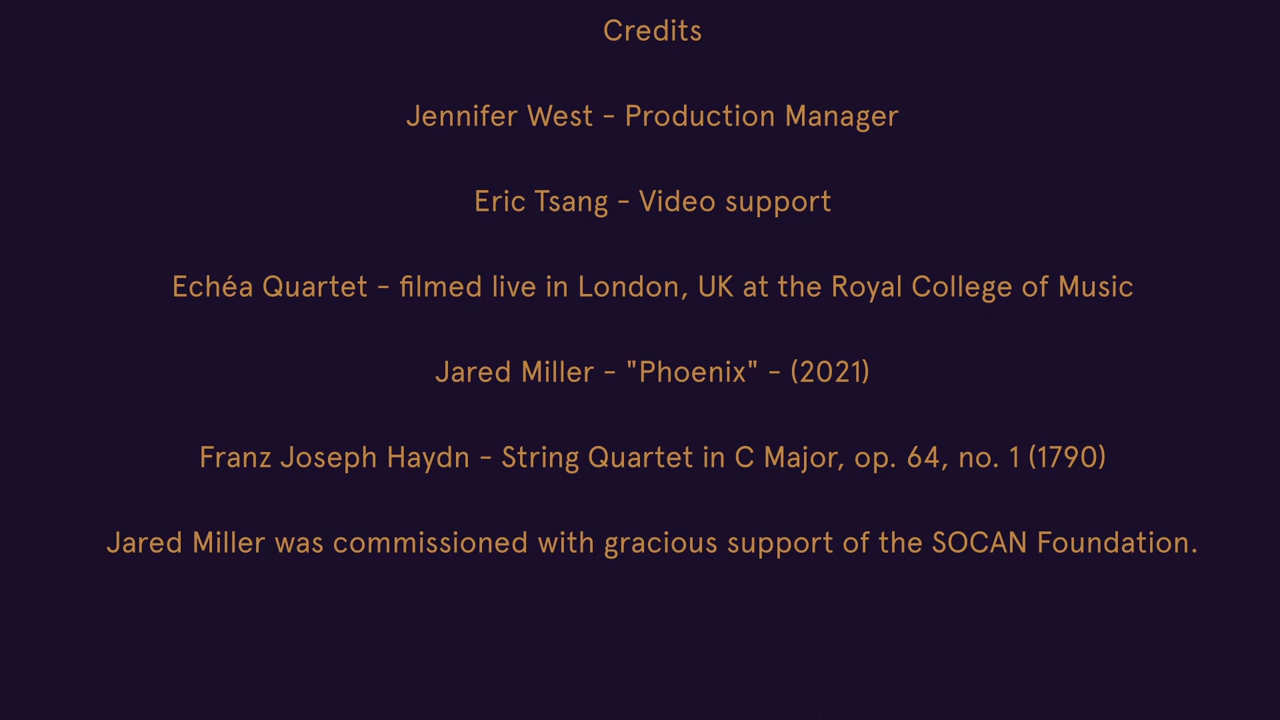 Credits
Jennifer West - Production Manager
Eric Tsang - Video support
Echéa Quartet - filmed live in London, UK at the Royal College of Music
Jared Miller - "Phoenix" - (2021)
Franz Joseph Haydn - String Quartet in C Major, op. 64, no. 1 (1790)
Jared Miller was commissioned with gracious support of the SOCAN Foundation.